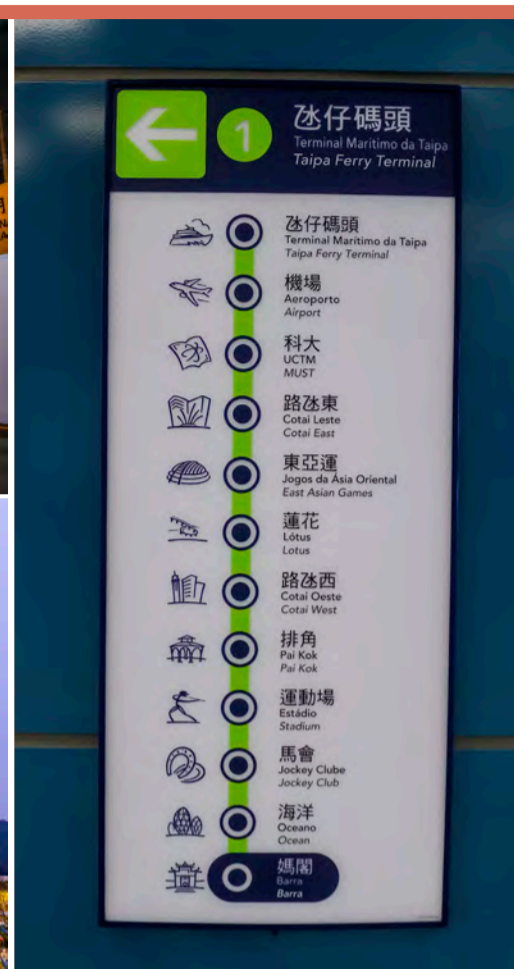 1
氹仔碼頭
Terminal Marítimo da Taipa
Taipa Ferry Terminal
氹仔碼頭
Terminal Marítimo da Taipa
Taipa Ferry Terminal
機場
Aeroporto
Airport
科大
UCTM
MUST
路氹東
Cotai Leste
Cotai East
東亞運
Jogos da Ásia Oriental
East Asian Games
蓮花
Lótus
Lotus
路氹西
Cotai Oeste
Cotai West
排角
Pai Kok
Pai Kok
運動場
Estádio
Stadium
馬會
Jockey Clube
Jockey Club
海洋
Oceano
Ocean
媽閣
Barra
Barra